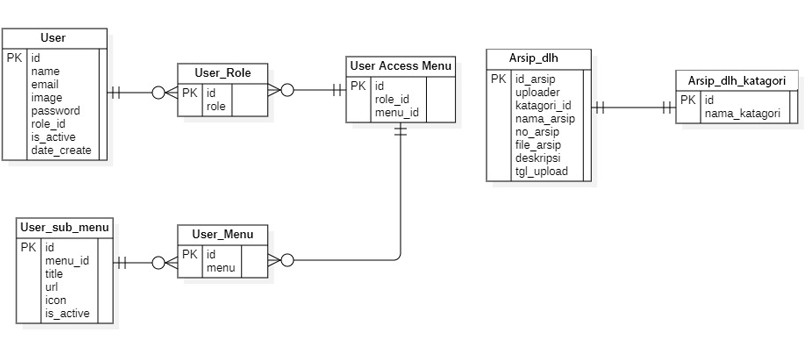 User
PK id
name
email
image
password
role_id
is_active
date_create
User_Role
PK id
role
User Access Menu
PK id
role_id
menu_id
Arsip_dlh
PK id_arsip
uploader
katagori_id
nama_arsip
no_arsip
file_arsip
deskripsi
tgl_upload
Arsip_dlh_katagori
PK id
nama_katagori
User_sub_menu
PK id
menu_id
title
url
icon
is_active
User_Menu
PK id
menu